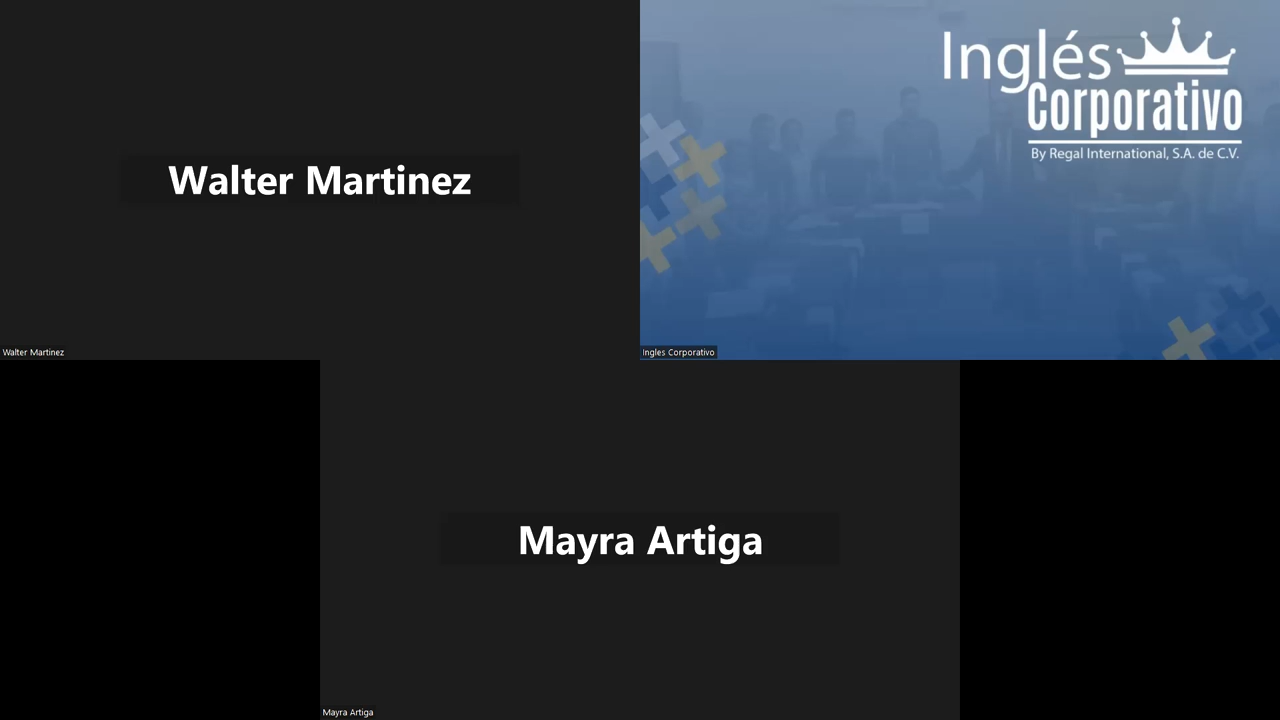 Walter Martinez
Walter Martinez
Inglés
Corporativo
By Regal International, S.A. de C.V.
Ingles Corporativo
Mayra Artiga
Mayra Artiga